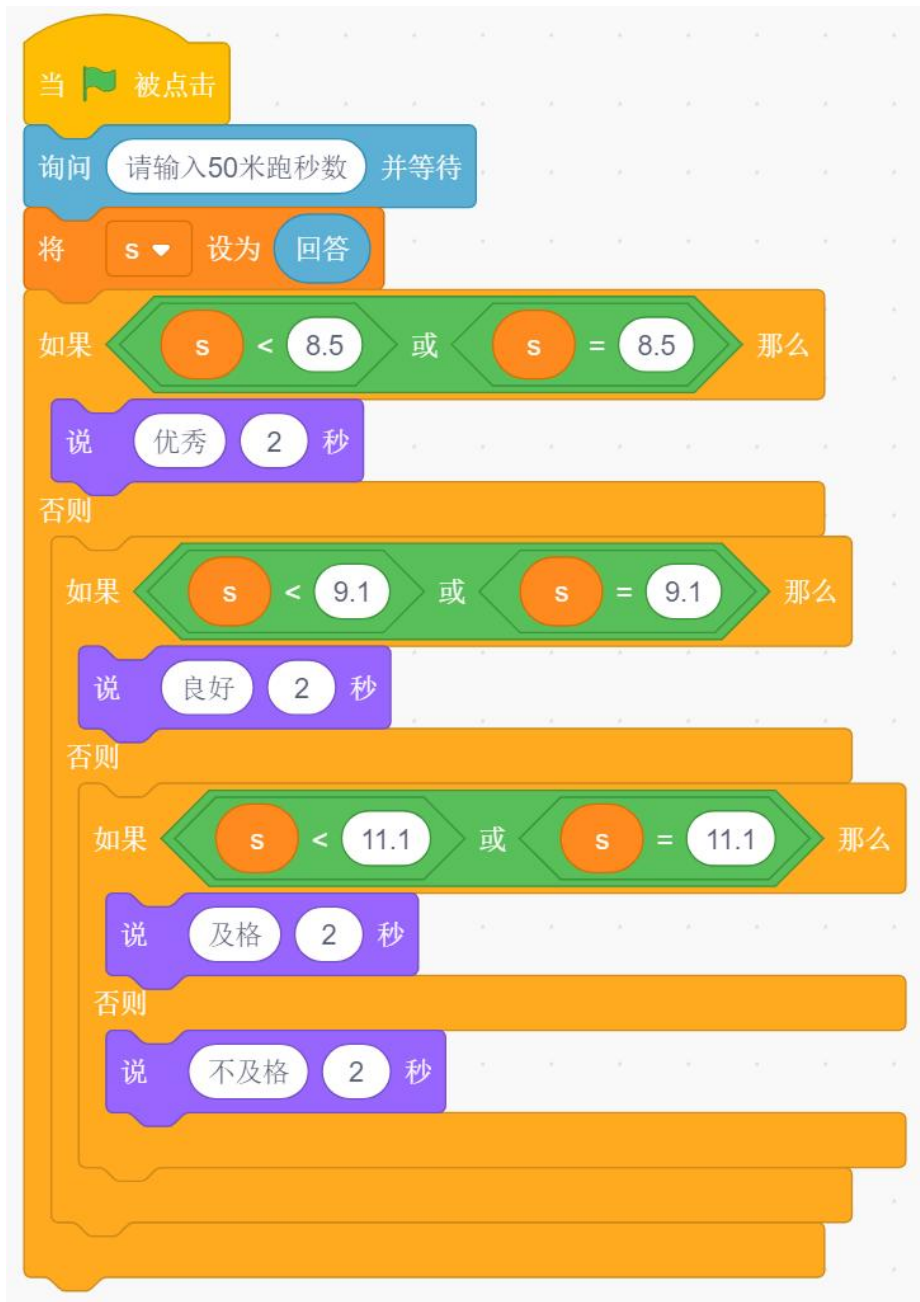 当 被点击
询问 请输入50米跑秒数 并等待
将 s 设为 回答
如果 s < 8.5 或 s = 8.5 那么
说 优秀 2 秒
否则
如果 s < 9.1 或 s = 9.1 那么
说 良好 2 秒
否则
如果 s < 11.1 或 s = 11.1 那么
说 及格 2 秒
否则
说 不及格 2 秒